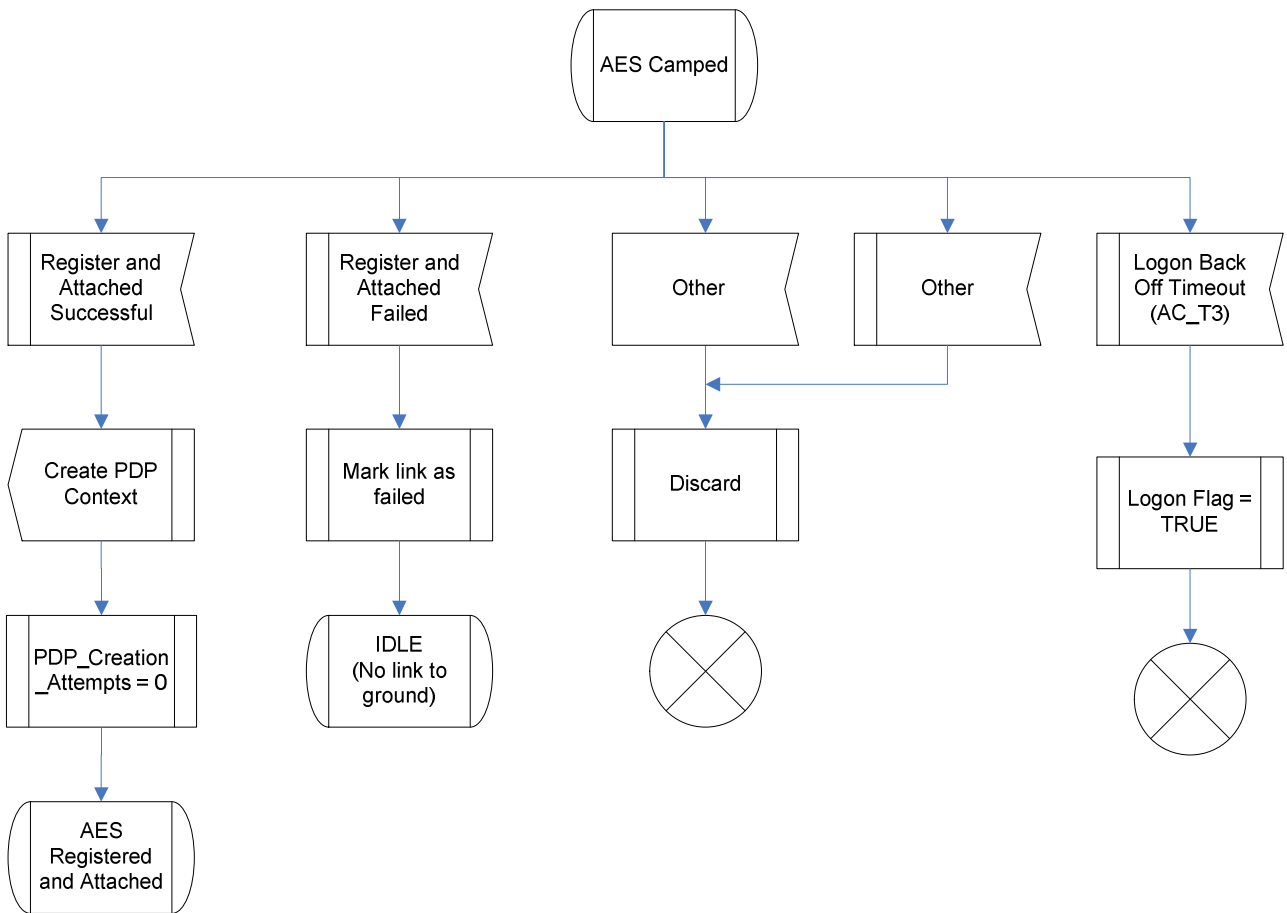 AES Camped
Register and
Attached
Successful
Register and
Attached
Failed
Other
Other
Logon Back
Off Timeout
(AC_T3)
Create PDP
Context
Mark link as
failed
Discard
Logon Flag =
TRUE
PDP_Creation
_Attempts = 0
IDLE
(No link to
ground)
AES
Registered
and Attached